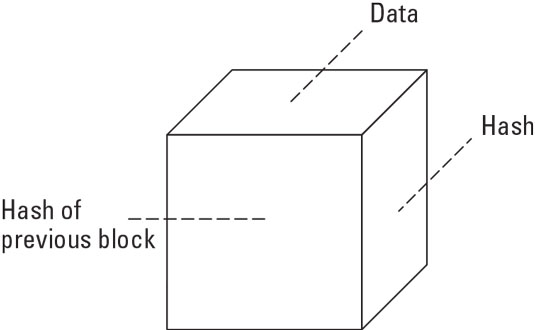 Data
Hash
Hash of
previous block